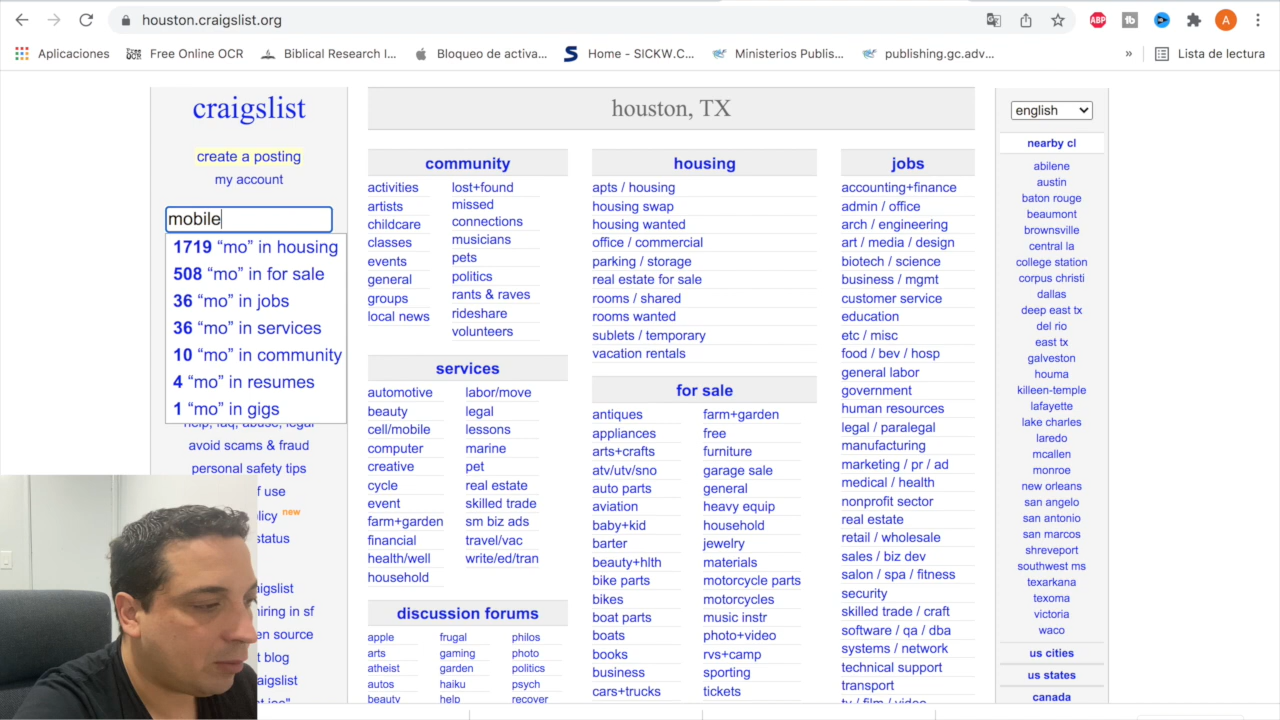 houston.craigslist.org
Aplicaciones
Free Online OCR
Biblical Research I...
Bloqueo de activa...
Home - SICKW.C...
Ministerios Publis...
publishing.gc.adv...
»
Lista de lectura
ABP
A
craigslist
create a posting
my account
mobile
1719 “mo” in housing
508 “mo” in for sale
36 “mo” in jobs
36 “mo” in services
10 “mo” in community
4 “mo” in resumes
1 “mo” in gigs
help, faq, abuse, legal
avoid scams & fraud
personal safety tips
f use
new
status
houston, TX
community
activities
artists
childcare
classes
events
general
groups
local news
lost+found
missed
connections
musicians
pets
politics
rants & raves
rideshare
volunteers
services
automotive
beauty
cell/mobile
computer
creative
cycle
event
farm+garden
financial
health/well
household
labor/move
legal
lessons
marine
pet
real estate
skilled trade
sm biz ads
travel/vac
write/ed/tran
discussion forums
apple
arts
atheist
autos
beauty
frugal
gaming
garden
haiku
help
philos
photo
politics
psych
recover
housing
apts / housing
housing swap
housing wanted
office / commercial
parking / storage
real estate for sale
rooms / shared
rooms wanted
sublets / temporary
vacation rentals
for sale
antiques
appliances
arts+crafts
atv/utv/sno
auto parts
aviation
baby+kid
barter
beauty+hlth
bike parts
bikes
boat parts
boats
books
business
cars+trucks
farm+garden
free
furniture
garage sale
general
heavy equip
household
jewelry
materials
motorcycle parts
motorcycles
music instr
photo+video
rvs+camp
sporting
tickets
jobs
accounting+finance
admin / office
arch / engineering
art / media / design
biotech / science
business / mgmt
customer service
education
etc / misc
food / bev / hosp
general labor
government
human resources
legal / paralegal
manufacturing
marketing / pr / ad
medical / health
nonprofit sector
real estate
retail / wholesale
sales / biz dev
salon / spa / fitness
security
skilled trade / craft
software / qa / dba
systems / network
technical support
transport
tv / film / video
english
nearby cl
abilene
austin
baton rouge
beaumont
brownsville
central la
college station
corpus christi
dallas
deep east tx
del rio
east tx
galveston
houma
killeen-temple
lafayette
lake charles
laredo
mcallen
monroe
new orleans
san angelo
san antonio
san marcos
shreveport
southwest ms
texarkana
texoma
victoria
waco
us cities
us states
canada